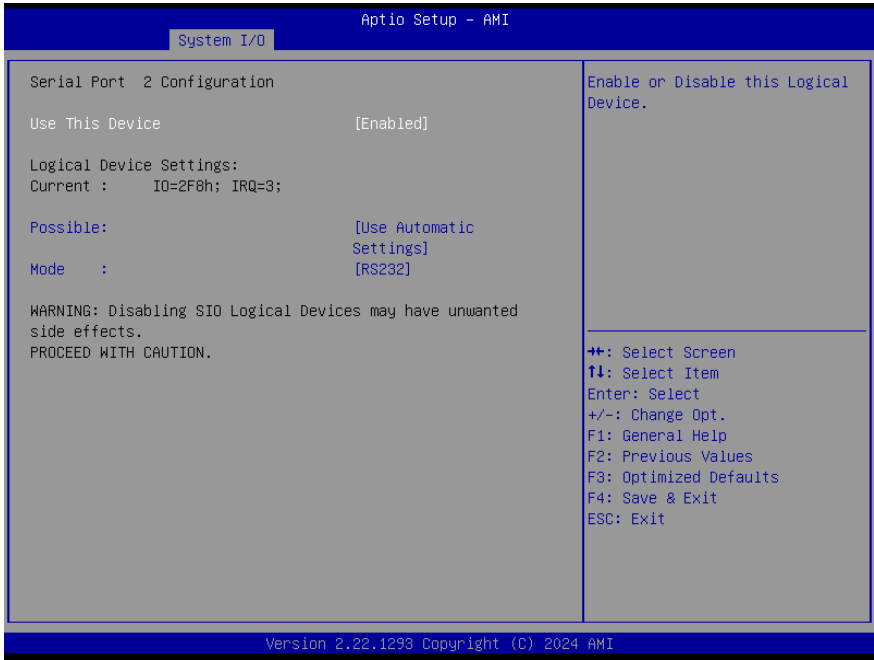 Aptio Setup – AMI
System I/O
Serial Port  2 Configuration
Use This Device [Enabled]
Logical Device Settings:
Current :     IO=2F8h; IRQ=3;
Possible: [Use Automatic
Settings]
Mode    : [RS232]
WARNING: Disabling SIO Logical Devices may have unwanted
side effects.
PROCEED WITH CAUTION.
Enable or Disable this Logical
Device.
→←: Select Screen
↑↓: Select Item
Enter: Select
+/-: Change Opt.
F1: General Help
F2: Previous Values
F3: Optimized Defaults
F4: Save & Exit
ESC: Exit
Version 2.22.1293 Copyright (C) 2024 AMI